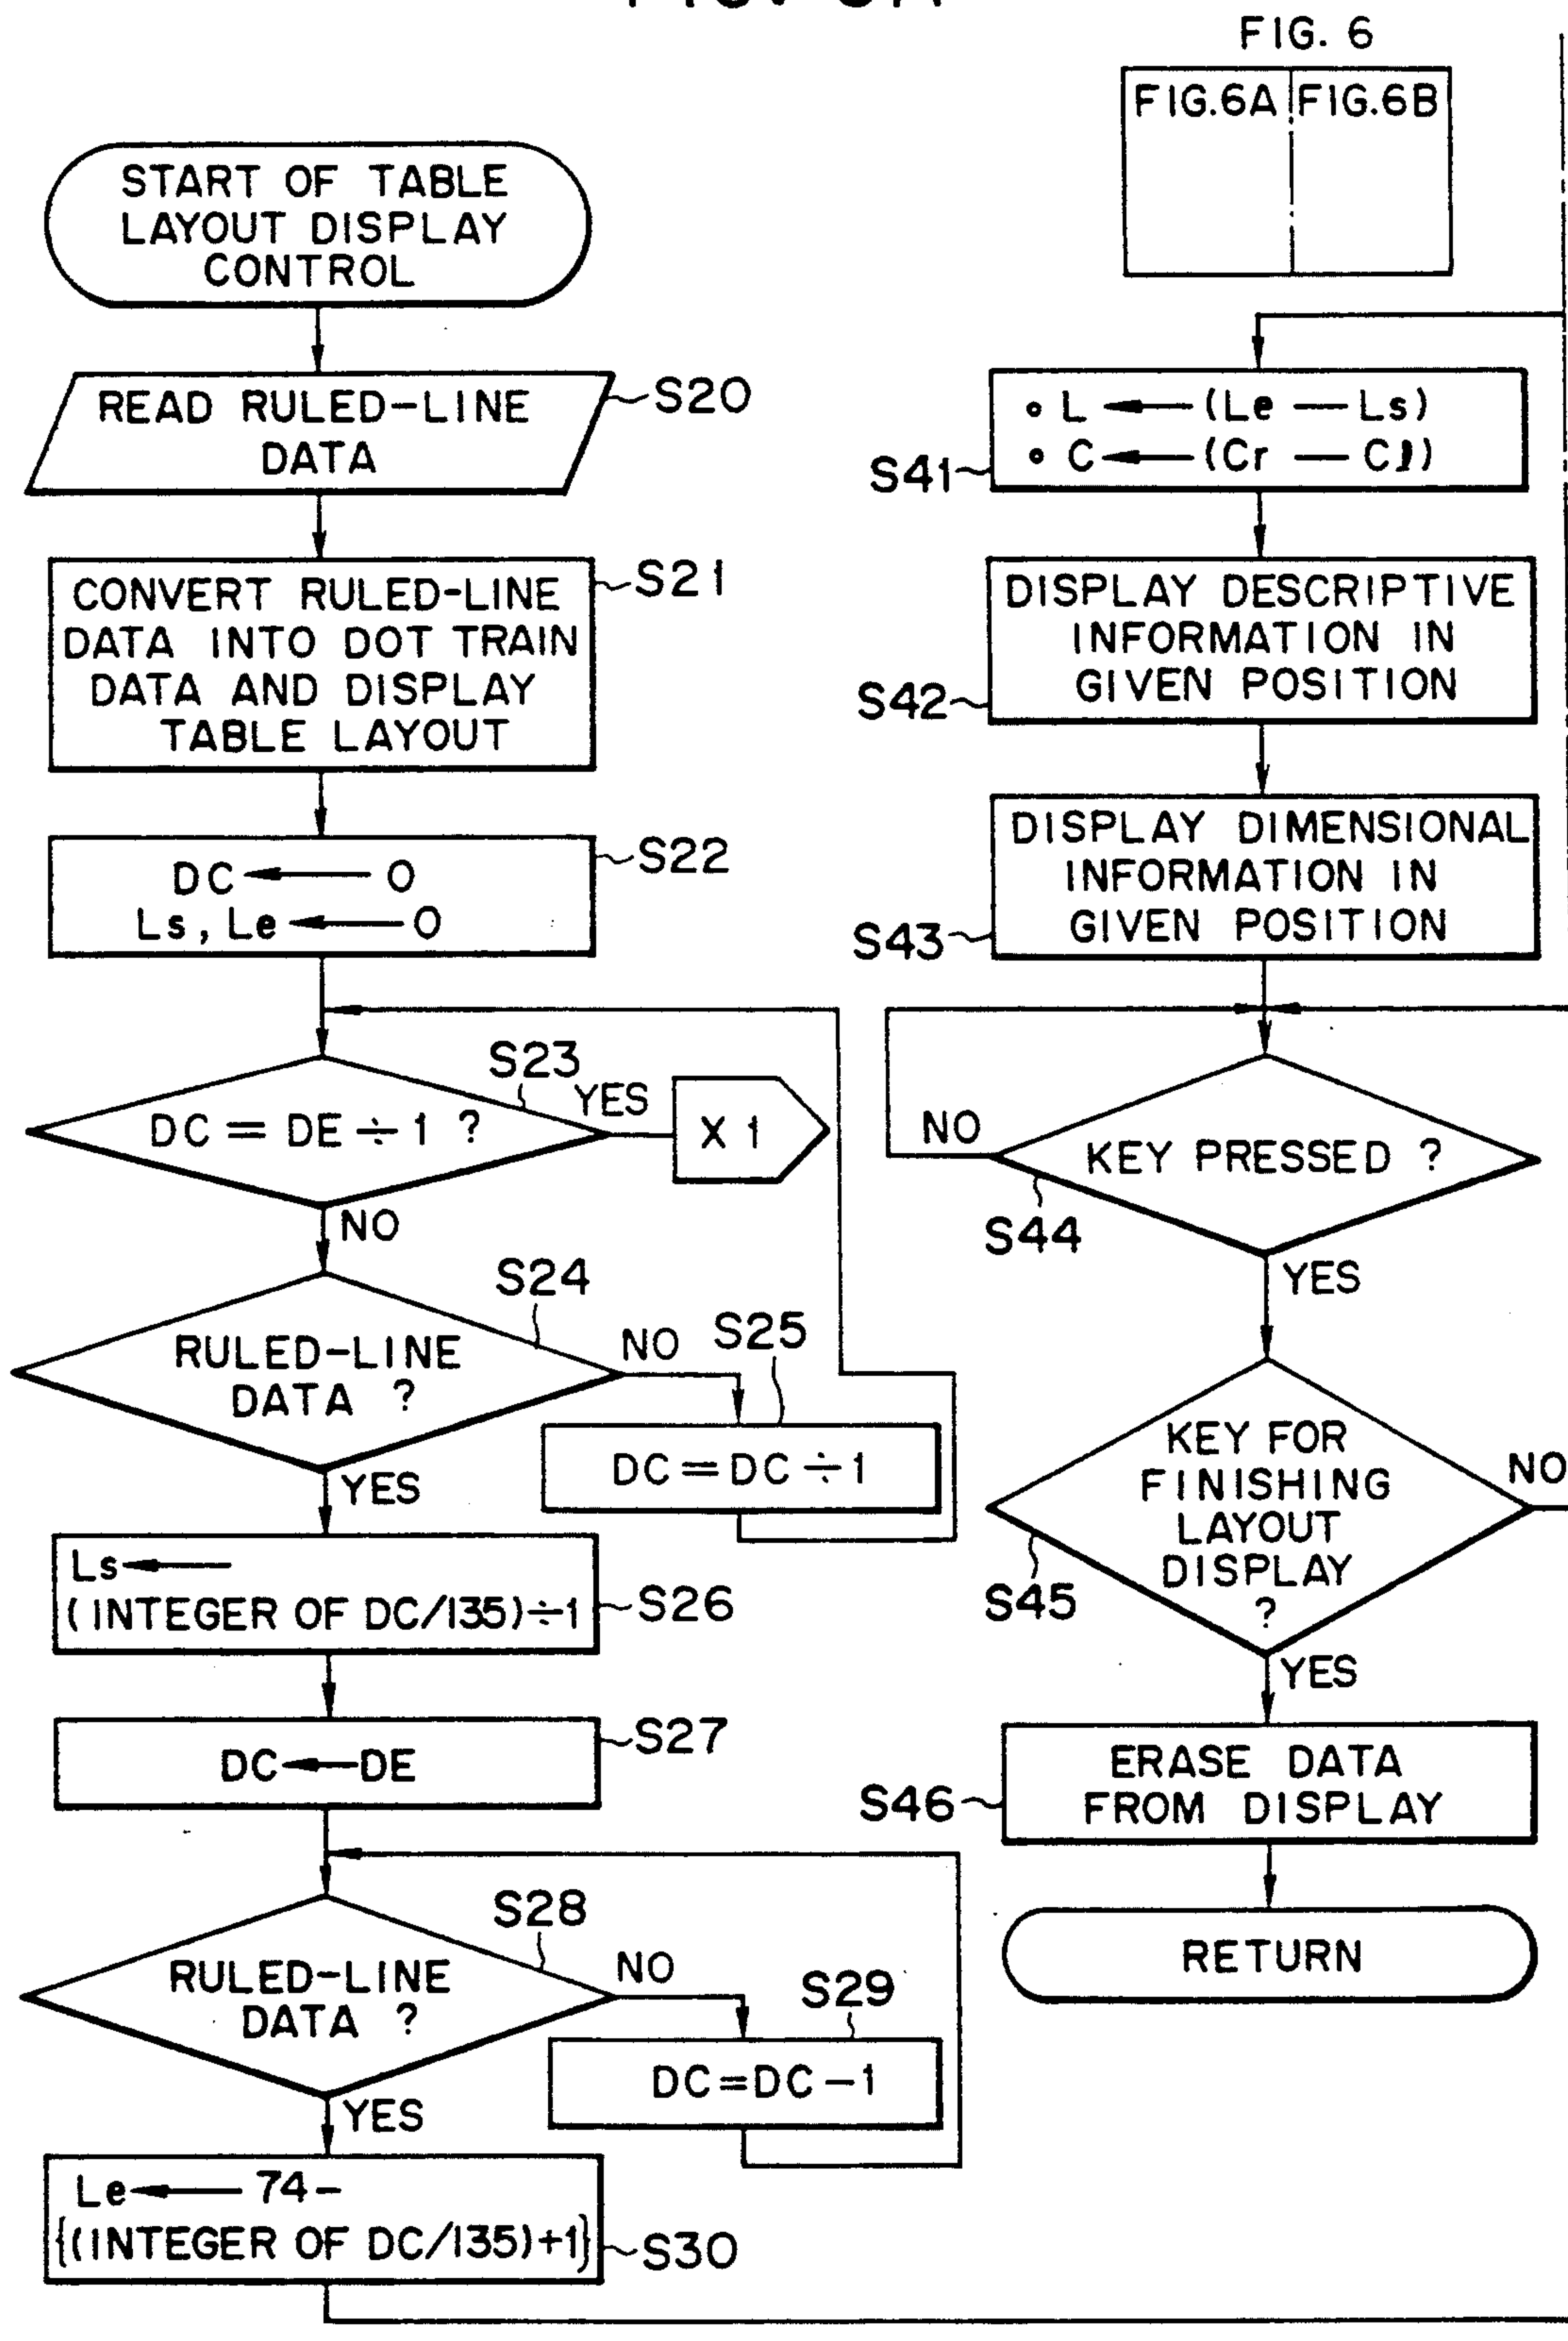 FIG. 6
FIG.6A FIG.6B
START OF TABLE
LAYOUT DISPLAY
CONTROL
READ RULED-LINE
DATA
S20
CONVERT RULED-LINE
DATA INTO DOT TRAIN
DATA AND DISPLAY
TABLE LAYOUT
S21
DC ← 0
Ls, Le ← 0
S22
S23
DC = DE ÷ 1 ?
YES
X 1
NO
S24
RULED-LINE
DATA ?
NO
S25
DC = DC ÷ 1
YES
Ls ←
(INTEGER OF DC/135) ÷ 1
S26
DC ← DE
S27
S28
RULED-LINE
DATA ?
NO
S29
DC = DC - 1
YES
Le ← 74 -
{(INTEGER OF DC/135)+1}
S30
∘ L ← (Le — Ls)
∘ C ← (Cr — Cl)
S41
DISPLAY DESCRIPTIVE
INFORMATION IN
GIVEN POSITION
S42
DISPLAY DIMENSIONAL
INFORMATION IN
GIVEN POSITION
S43
NO
KEY PRESSED ?
S44
YES
KEY FOR
FINISHING
LAYOUT
DISPLAY
?
NO
S45
YES
ERASE DATA
FROM DISPLAY
S46
RETURN